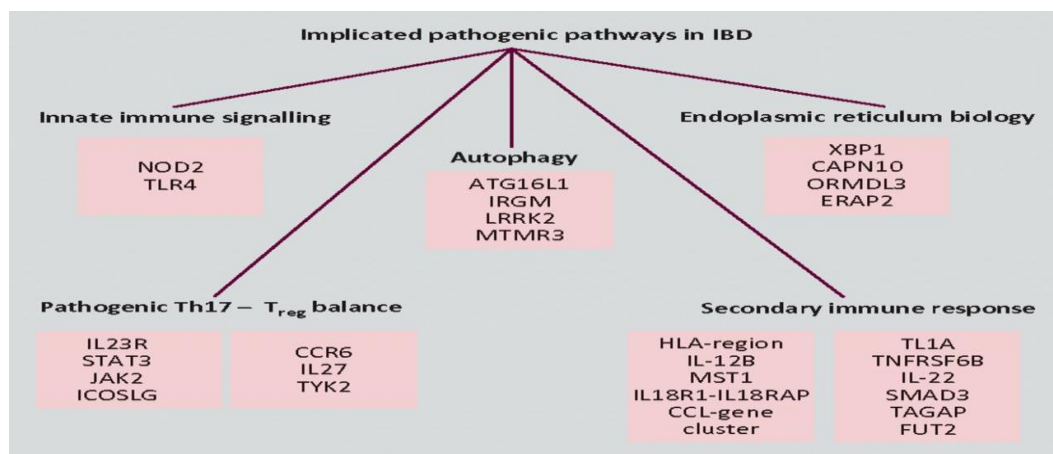 Implicated pathogenic pathways in IBD
Innate immune signalling
NOD2
TLR4
Autophagy
ATG16L1
IRGM
LRRK2
MTMR3
Endoplasmic reticulum biology
XBP1
CAPN10
ORMDL3
ERAP2
Pathogenic Th17 – Treg balance
IL23R
STAT3
JAK2
ICOSLG
CCR6
IL27
TYK2
Secondary immune response
HLA-region
IL-12B
MST1
IL18R1-IL18RAP
CCL-gene
cluster
TL1A
TNFRSF6B
IL-22
SMAD3
TAGAP
FUT2